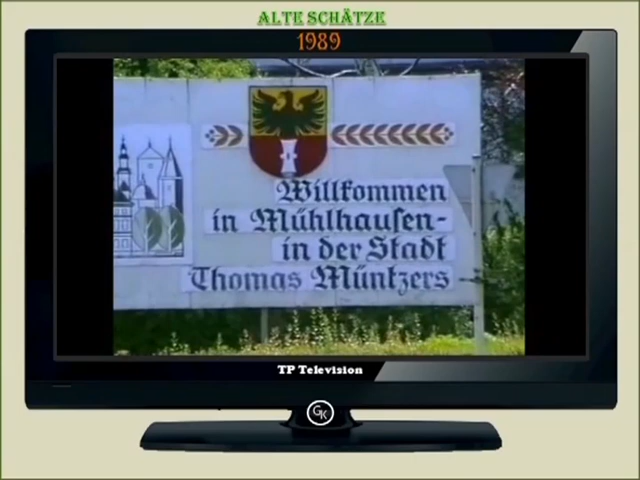 ALTE SCHÄTZE
1989
Willkommen
in Mühlhausen-
in der Stadt
Thomas Müntzers
TP Television
GK